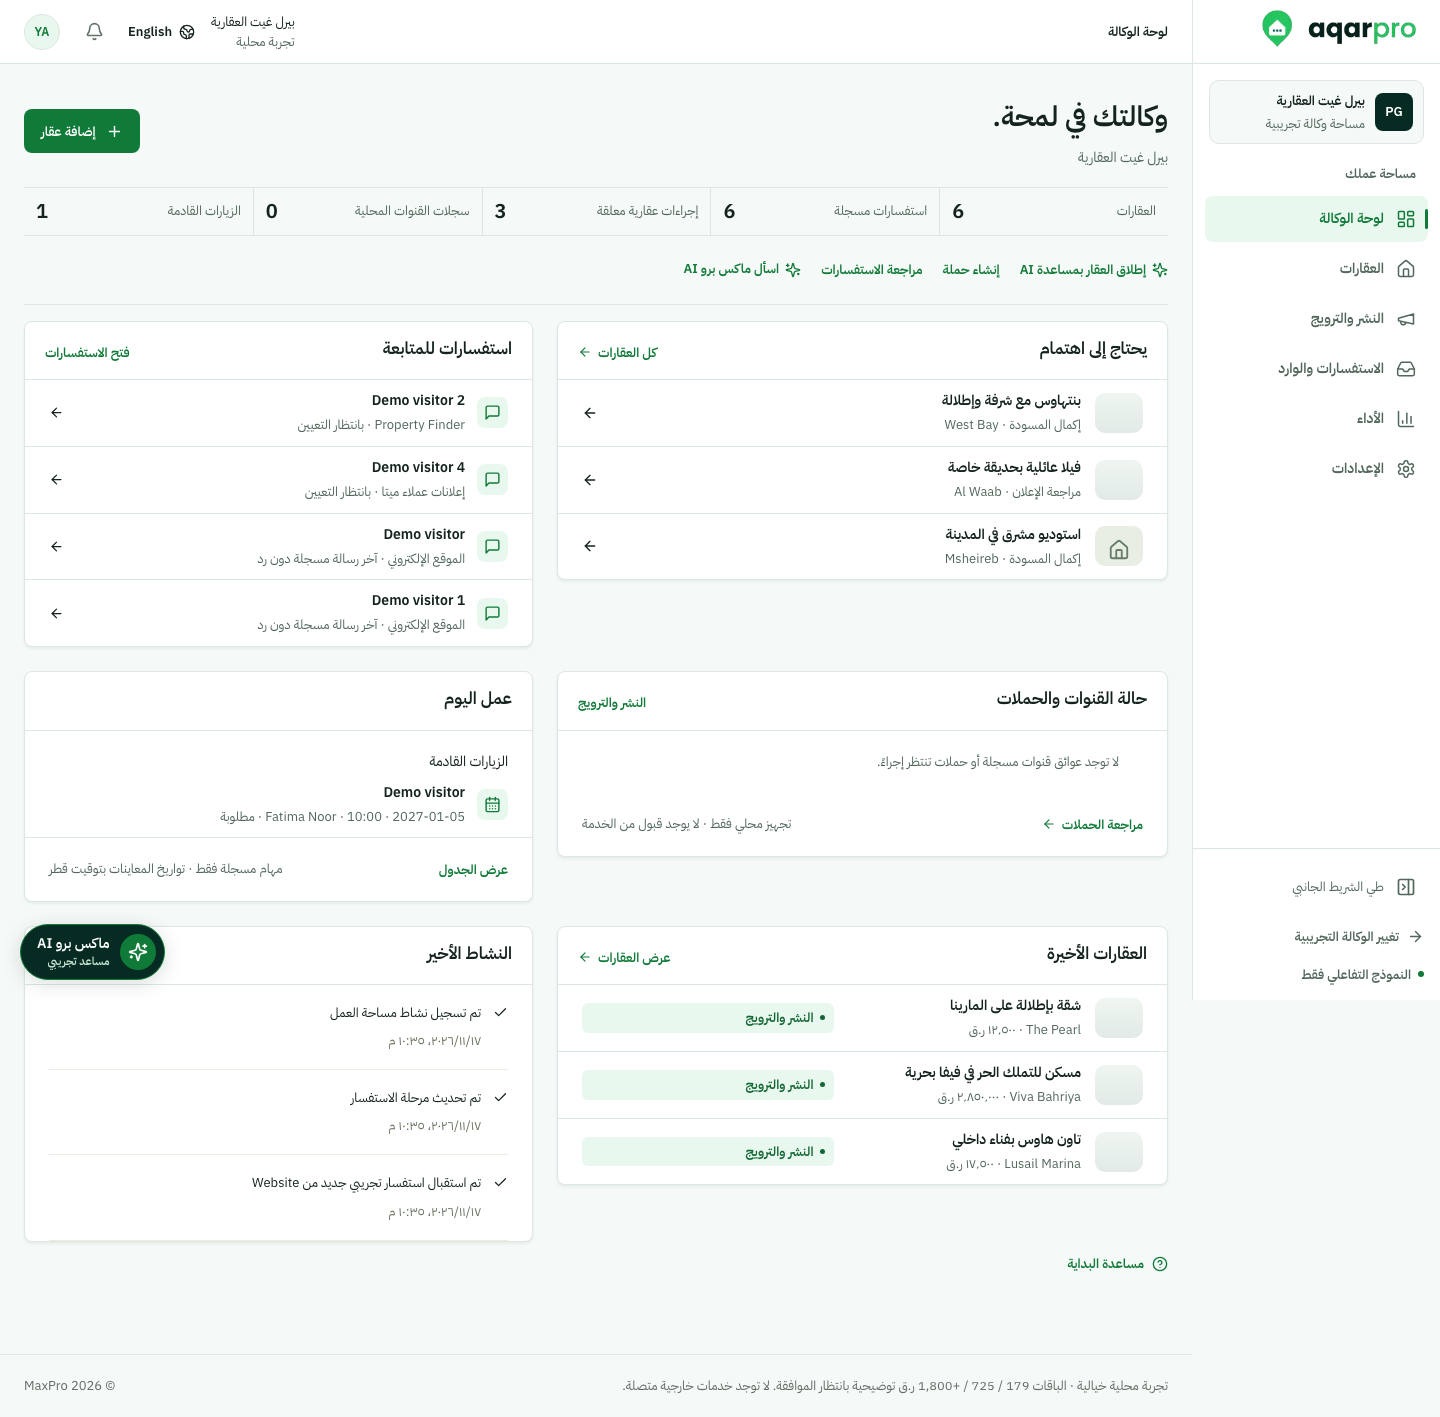 aqarpro
لوحة الوكالة
بيرل غيت العقارية
تجربة محلية
English
YA
PG
بيرل غيت العقارية
مساحة وكالة تجريبية
مساحة عملك
لوحة الوكالة
العقارات
النشر والترويج
الاستفسارات والوارد
الأداء
الإعدادات
طي الشريط الجانبي
تغيير الوكالة التجريبية
النموذج التفاعلي فقط
وكالتك في لمحة.
بيرل غيت العقارية
إضافة عقار
العقارات 6
استفسارات مسجلة 6
إجراءات عقارية معلقة 3
سجلات القنوات المحلية 0
الزيارات القادمة 1
إطلاق العقار بمساعدة AI
إنشاء حملة
مراجعة الاستفسارات
اسأل ماكس برو AI
يحتاج إلى اهتمام
كل العقارات
بنتهاوس مع شرفة وإطلالة
إكمال المسودة · West Bay
فيلا عائلية بحديقة خاصة
مراجعة الإعلان · Al Waab
استوديو مشرق في المدينة
إكمال المسودة · Msheireb
استفسارات للمتابعة
فتح الاستفسارات
Demo visitor 2
Property Finder · بانتظار التعيين
Demo visitor 4
إعلانات عملاء ميتا · بانتظار التعيين
Demo visitor
الموقع الإلكتروني · آخر رسالة مسجلة دون رد
Demo visitor 1
الموقع الإلكتروني · آخر رسالة مسجلة دون رد
حالة القنوات والحملات
النشر والترويج
لا توجد عوائق قنوات مسجلة أو حملات تنتظر إجراءً.
مراجعة الحملات
تجهيز محلي فقط · لا يوجد قبول من الخدمة
عمل اليوم
الزيارات القادمة
Demo visitor
2027-01-05 · 10:00 · Fatima Noor · مطلوبة
عرض الجدول
مهام مسجلة فقط · تواريخ المعاينات بتوقيت قطر
العقارات الأخيرة
عرض العقارات
شقة بإطلالة على المارينا
The Pearl · ١٢٬٥٠٠ ر.ق
النشر والترويج
مسكن للتملك الحر في فيفا بحرية
Viva Bahriya · ٢٬٨٥٠٬٠٠٠ ر.ق
النشر والترويج
تاون هاوس بفناء داخلي
Lusail Marina · ١٧٬٥٠٠ ر.ق
النشر والترويج
النشاط الأخير
ماكس برو AI
مساعد تجريبي
تم تسجيل نشاط مساحة العمل
٢٠٢٦/١١/١٧، ١٠:٣٥ م
تم تحديث مرحلة الاستفسار
٢٠٢٦/١١/١٧، ١٠:٣٥ م
تم استقبال استفسار تجريبي جديد من Website
٢٠٢٦/١١/١٧، ١٠:٣٥ م
مساعدة البداية
تجربة محلية خيالية · الباقات 179 / 725 / +1,800 ر.ق توضيحية بانتظار الموافقة. لا توجد خدمات خارجية متصلة.
© 2026 MaxPro